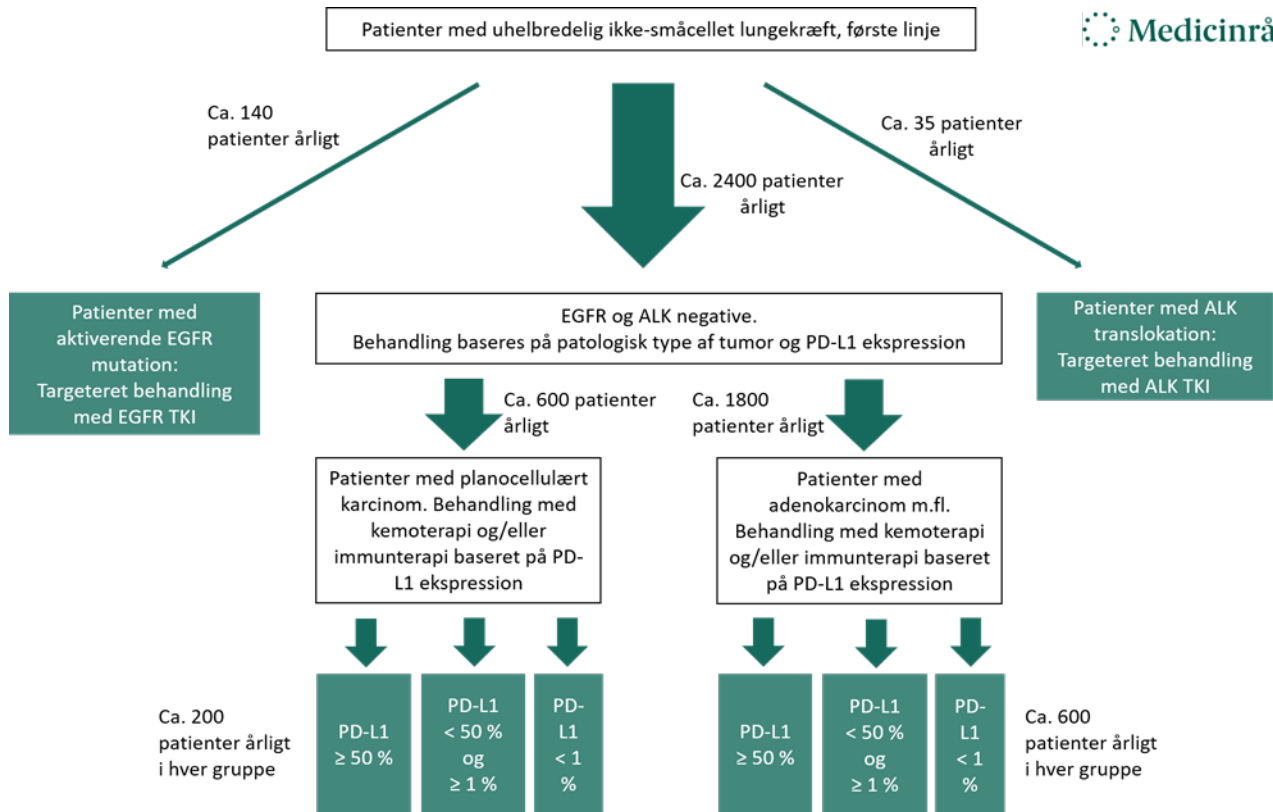 Patienter med uhelbredelig ikke-småcellet lungekræft, første linje
Medicinrå
Ca. 140
patienter årligt
Ca. 2400 patienter
årligt
Ca. 35 patienter
årligt
Patienter med
aktiverende EGFR
mutation:
Targeteret behandling
med EGFR TKI
EGFR og ALK negative.
Behandling baseres på patologisk type af tumor og PD-L1 ekspression
Patienter med ALK
translokation:
Targeteret behandling
med ALK TKI
Ca. 600 patienter
årligt
Ca. 1800
patienter årligt
Patienter med planocellulært
karcinom. Behandling med
kemoterapi og/eller
immunterapi baseret på PD-
L1 ekspression
Patienter med
adenokarcinom m.fl.
Behandling med kemoterapi
og/eller immunterapi baseret
på PD-L1 ekspression
Ca. 200
patienter årligt
i hver gruppe
PD-L1
≥ 50 %
PD-L1
< 50 %
og
≥ 1 %
PD-
L1
< 1
%
PD-L1
≥ 50 %
PD-L1
< 50 %
og
≥ 1 %
PD-
L1
< 1
%
Ca. 600
patienter årligt
i hver gruppe